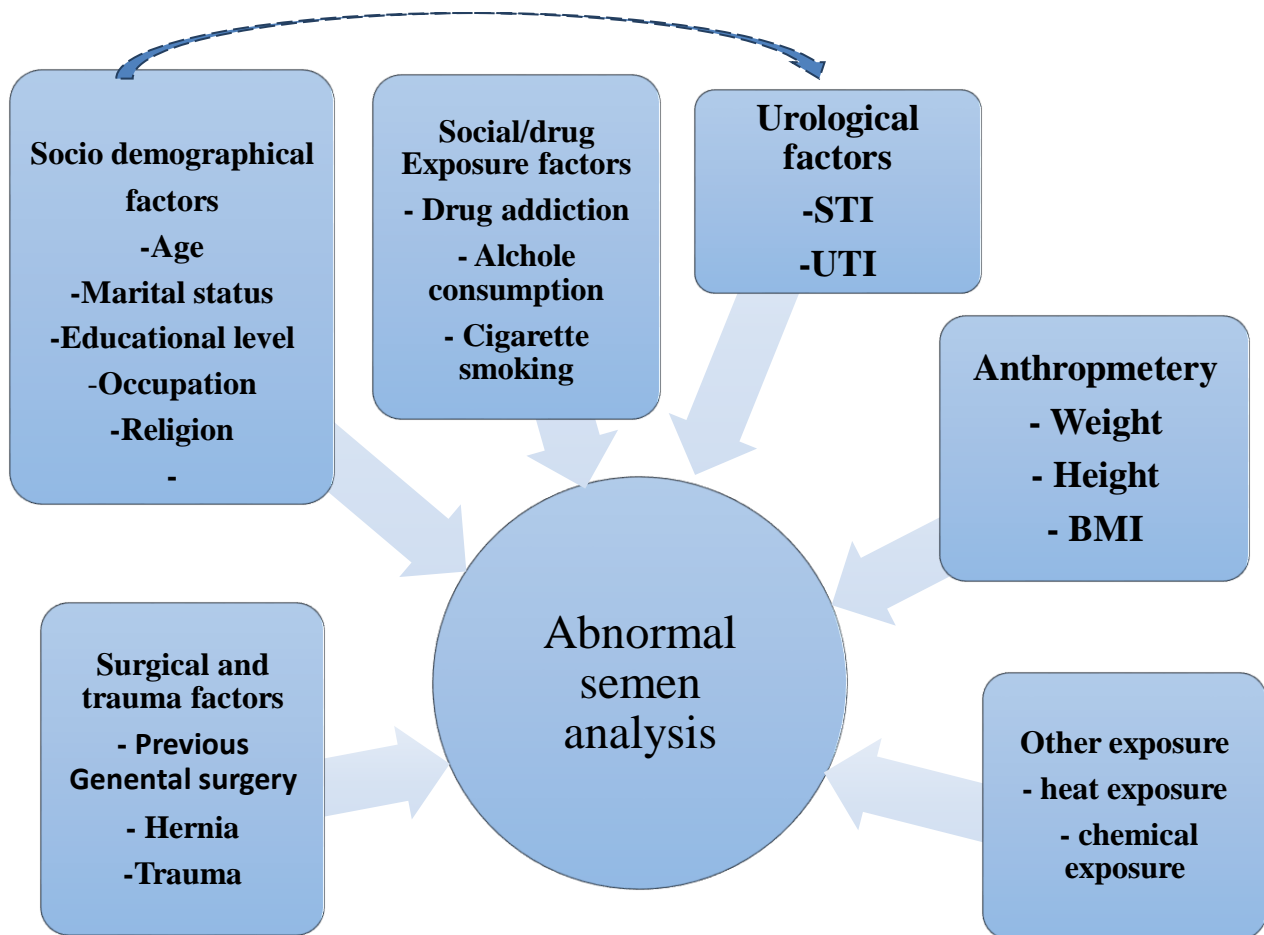 Socio demographical
factors
-Age
-Marital status
-Educational level
-Occupation
-Religion
-
Social/drug
Exposure factors
- Drug addiction
- Alchole
consumption
- Cigarette
smoking
Urological
factors
-STI
-UTI
Anthropmetery
- Weight
- Height
- BMI
Surgical and
trauma factors
- Previous
Genental surgery
- Hernia
-Trauma
Abnormal
semen
analysis
Other exposure
- heat exposure
- chemical
exposure